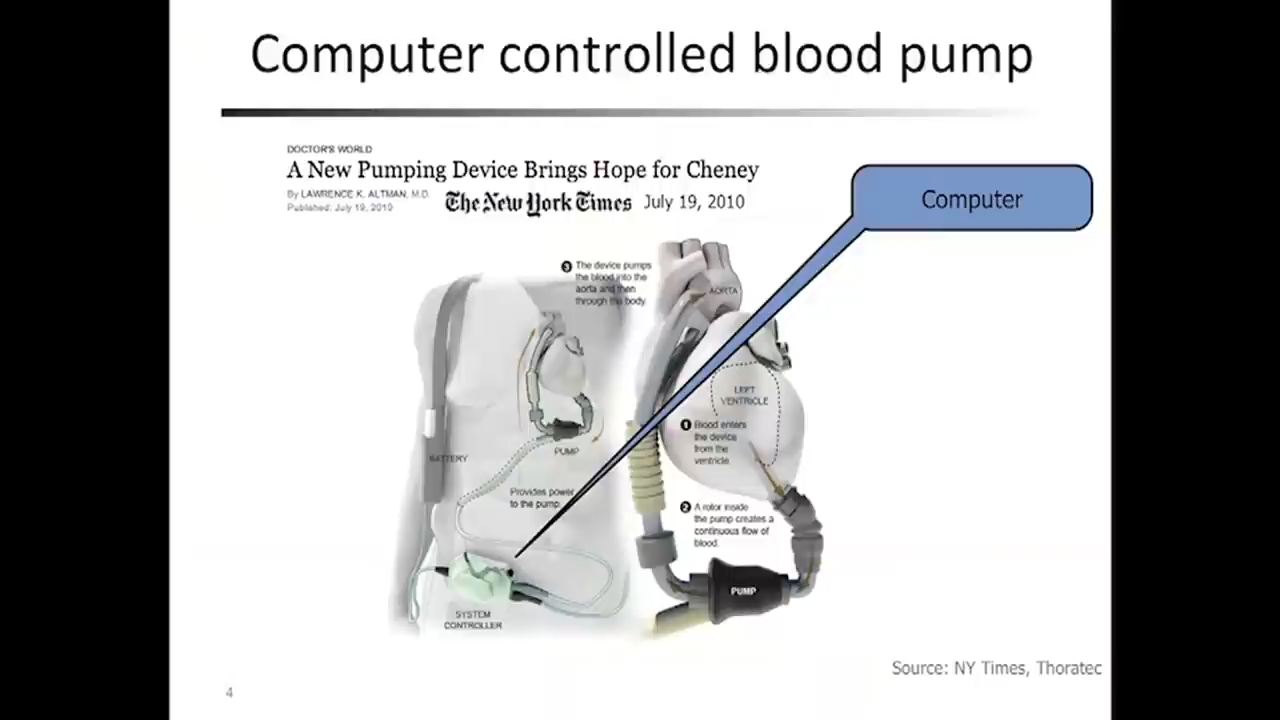 Computer controlled blood pump
DOCTOR'S WORLD
A New Pumping Device Brings Hope for Cheney
By LAWRENCE K. ALTMAN, M.D.
Published: July 19, 2010
The New York Times July 19, 2010
Computer
3 The device pumps
the blood into the
aorta and then
through the body.
AORTA
LEFT
VENTRICLE
1 Blood enters
the device
from the
ventricle.
BATTERY
PUMP
Provides power
to the pump
2 A rotor inside
the pump creates a
continuous flow of
blood.
PUMP
SYSTEM
CONTROLLER
Source: NY Times, Thoratec
4